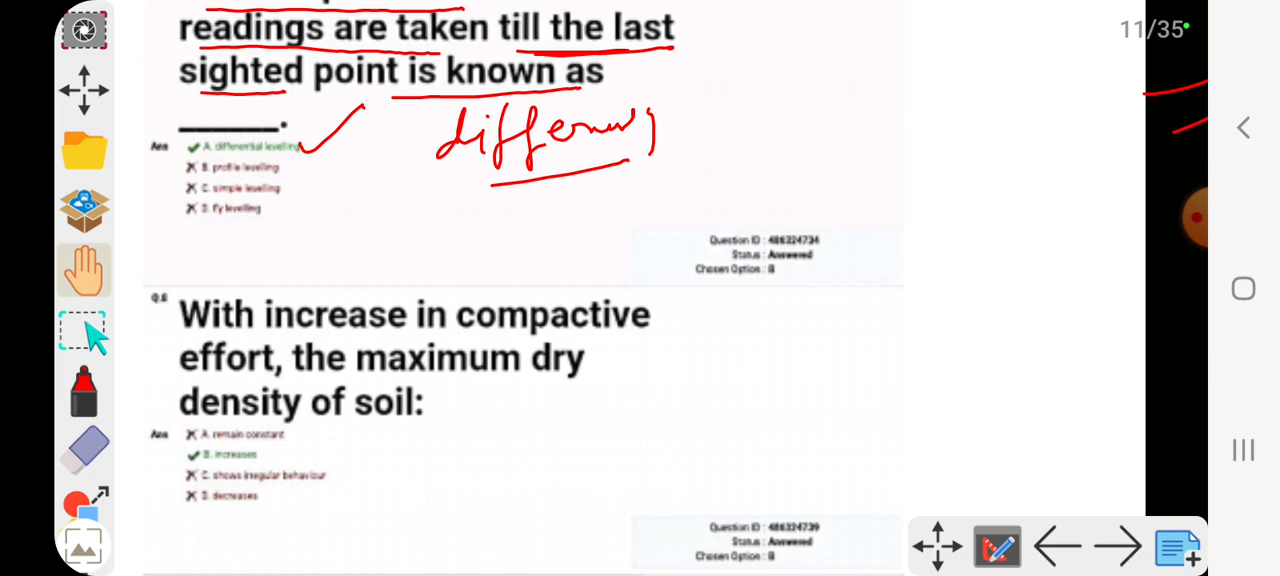 11/35
readings are taken till the last
sighted point is known as
______.
Ans A. differential levelling
B. profile levelling
C. simple levelling
D. fly levelling
Question ID : 486324734
Status : Answered
Chosen Option : B
Q.8 With increase in compactive
effort, the maximum dry
density of soil:
Ans A. remain constant
B. increases
C. shows irregular behaviour
D. decreases
Question ID : 486324739
Status : Answered
Chosen Option : B